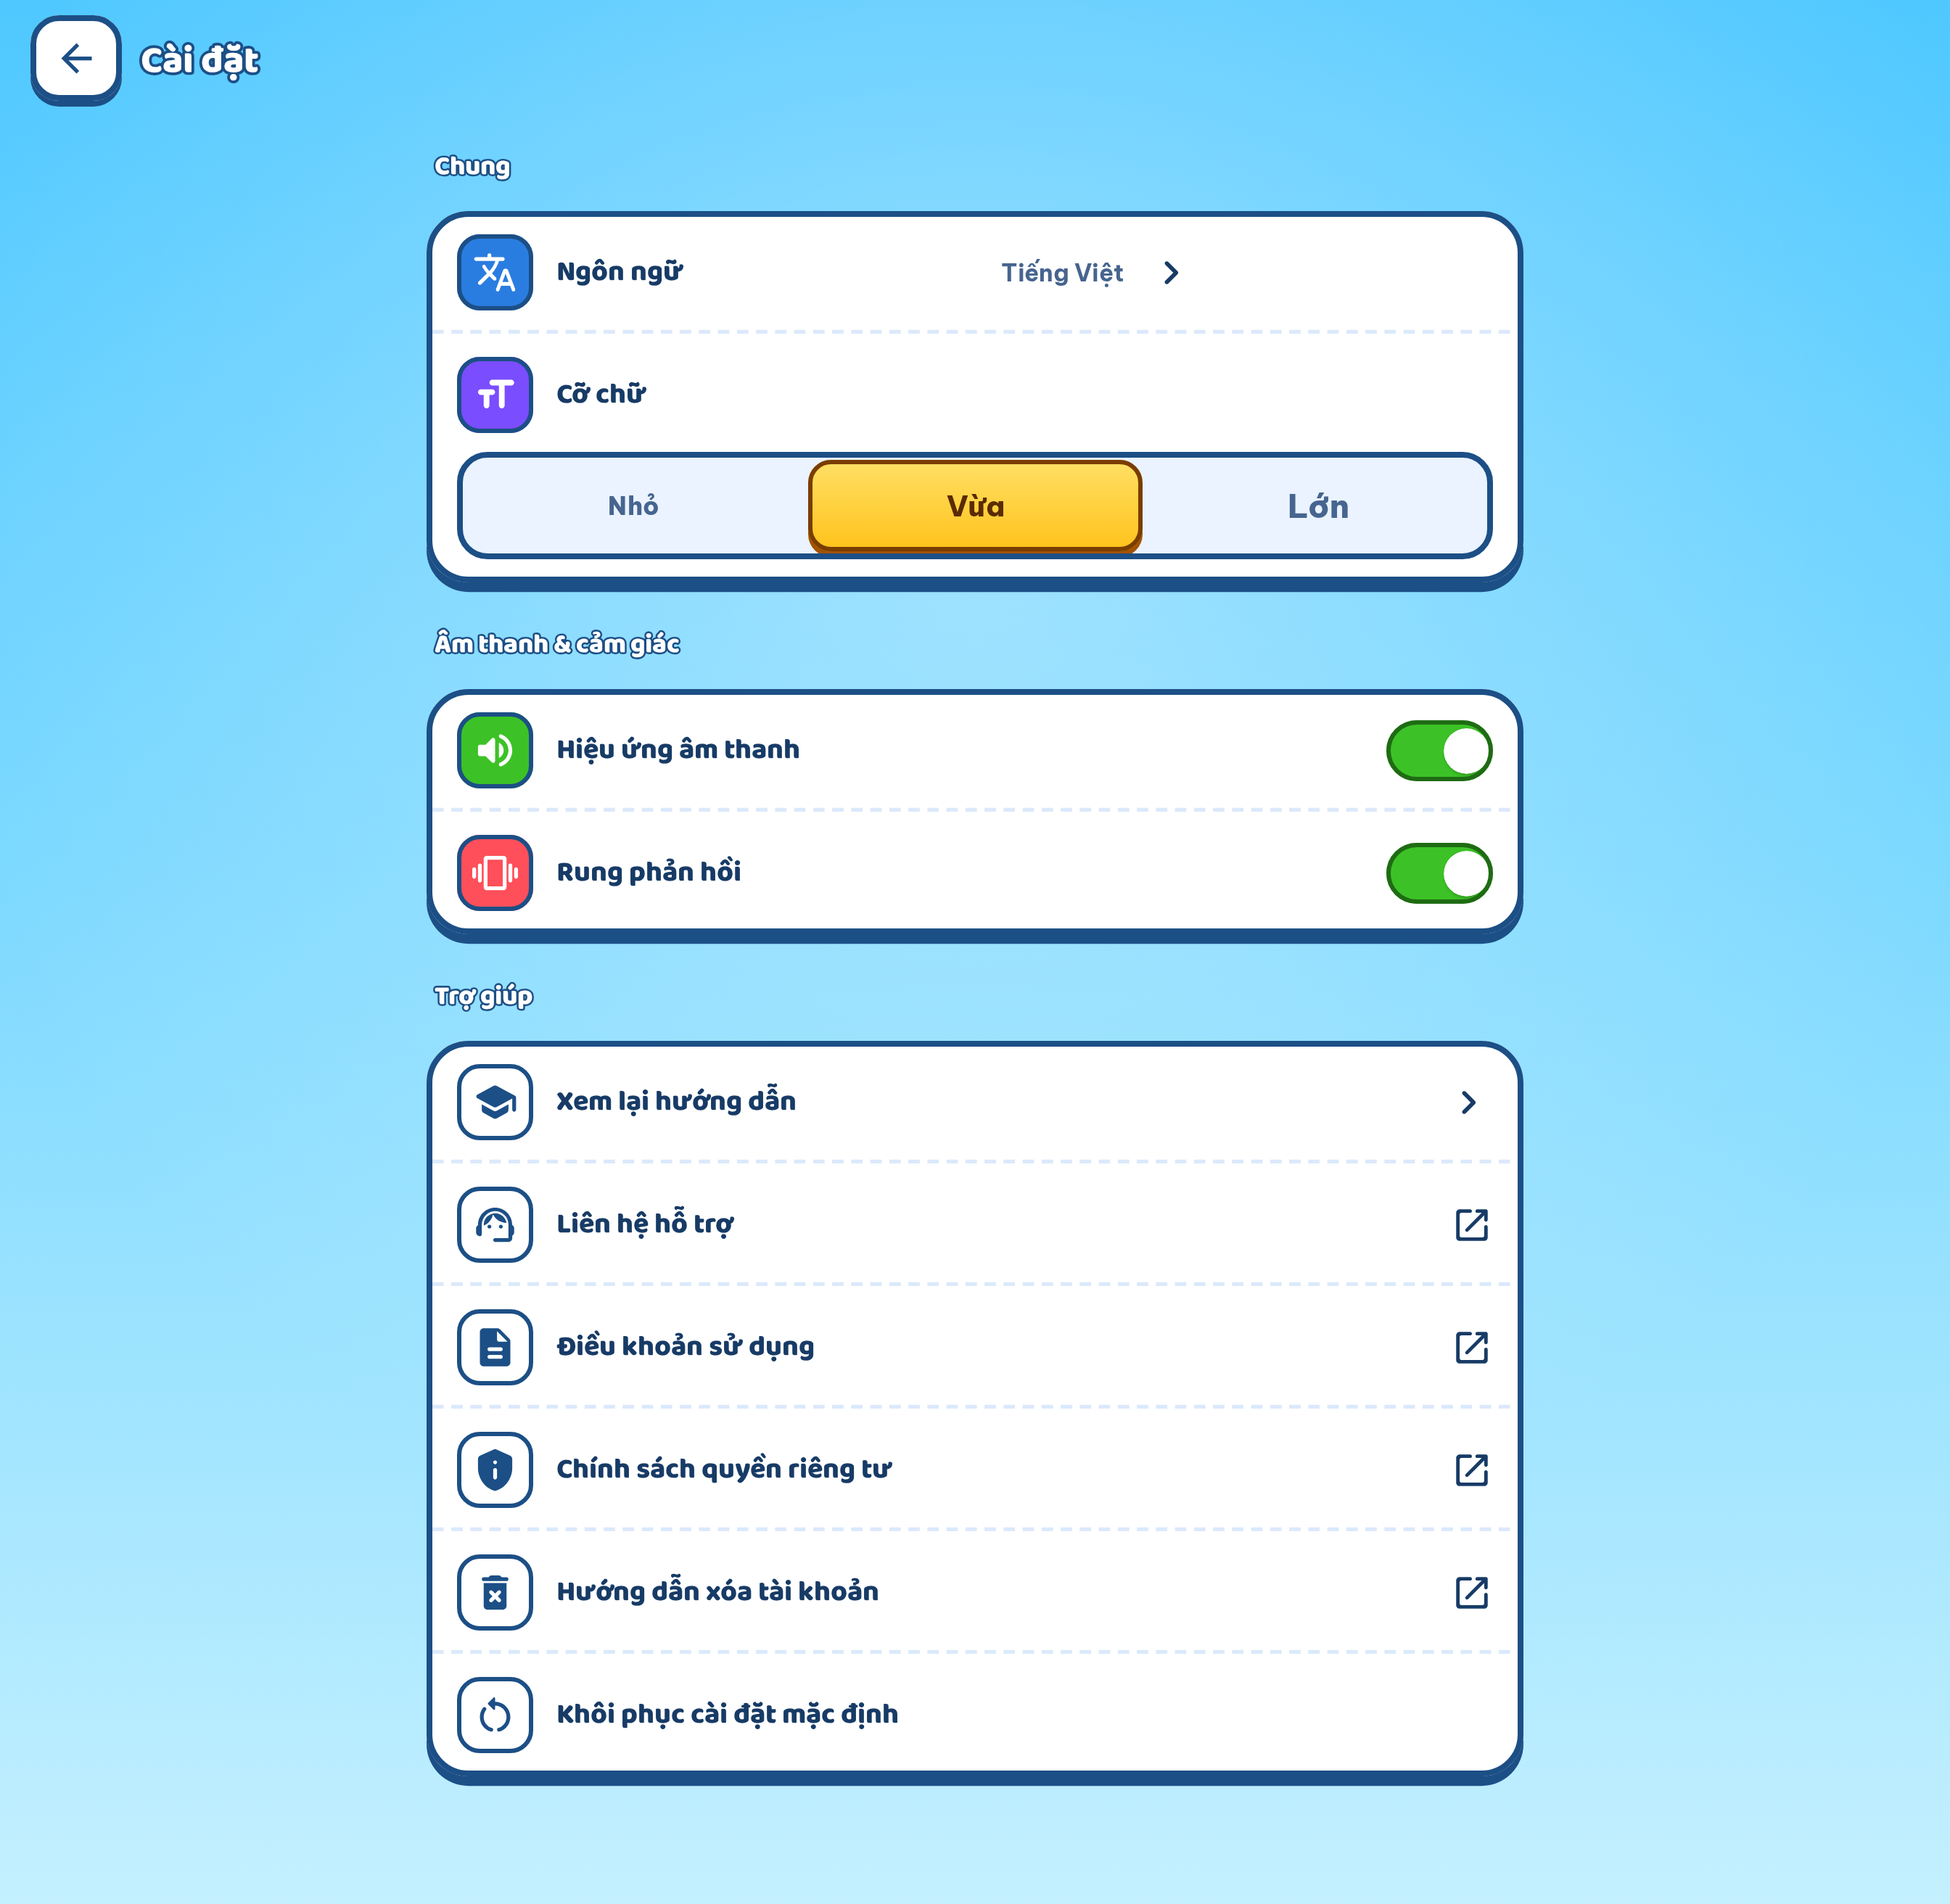 Cài đặt
Chung
Ngôn ngữ
Tiếng Việt
Cỡ chữ
Nhỏ
Vừa
Lớn
Âm thanh & cảm giác
Hiệu ứng âm thanh
Rung phản hồi
Trợ giúp
Xem lại hướng dẫn
Liên hệ hỗ trợ
Điều khoản sử dụng
Chính sách quyền riêng tư
Hướng dẫn xóa tài khoản
Khôi phục cài đặt mặc định